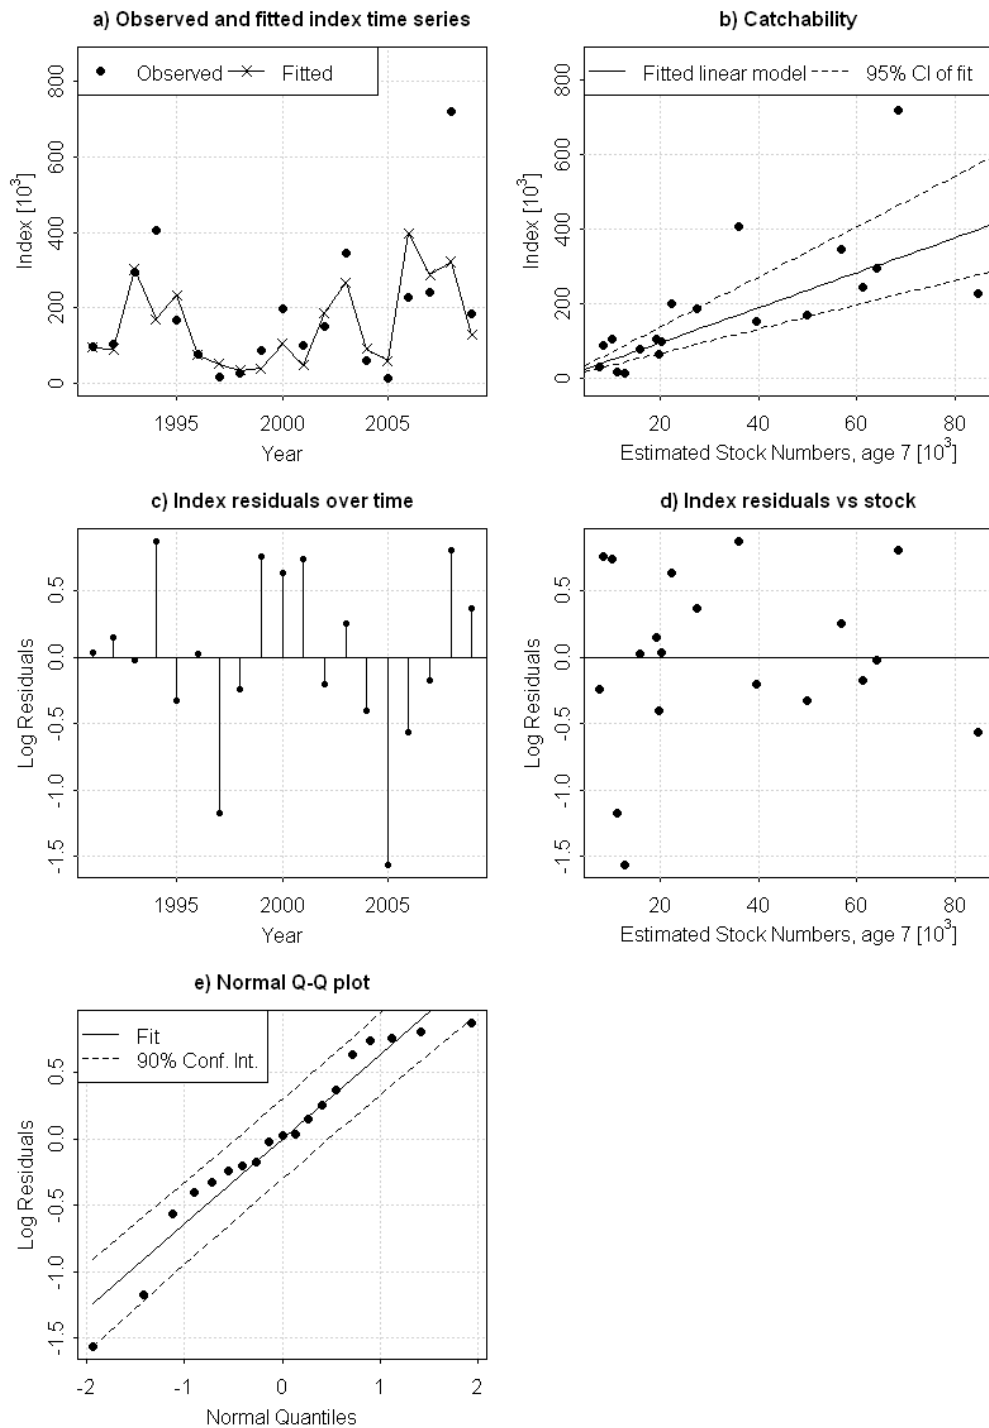 a) Observed and fitted index time series
Observed Fitted
800
600
400
200
0
Index [10³]
1995 2000 2005
Year
b) Catchability
Fitted linear model 95% CI of fit
800
600
400
200
0
Index [10³]
20 40 60 80
Estimated Stock Numbers, age 7 [10³]
c) Index residuals over time
0.5
0.0
-0.5
-1.0
-1.5
Log Residuals
1995 2000 2005
Year
d) Index residuals vs stock
0.5
0.0
-0.5
-1.0
-1.5
Log Residuals
20 40 60 80
Estimated Stock Numbers, age 7 [10³]
e) Normal Q-Q plot
Fit
90% Conf. Int.
0.5
0.0
-0.5
-1.0
-1.5
Log Residuals
-2 -1 0 1 2
Normal Quantiles